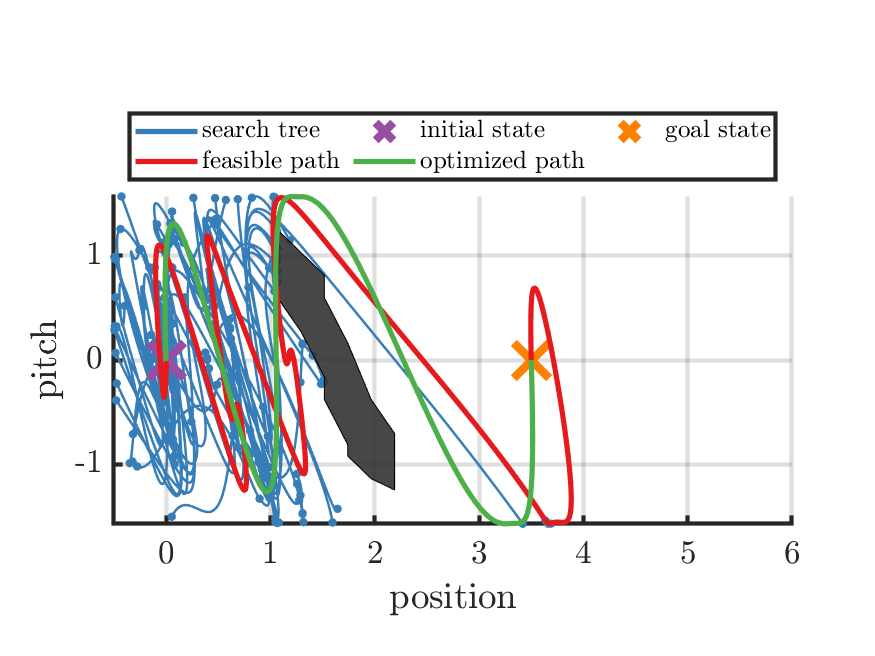 search tree initial state goal state
feasible path optimized path
1
0
-1
pitch
0 1 2 3 4 5 6
position